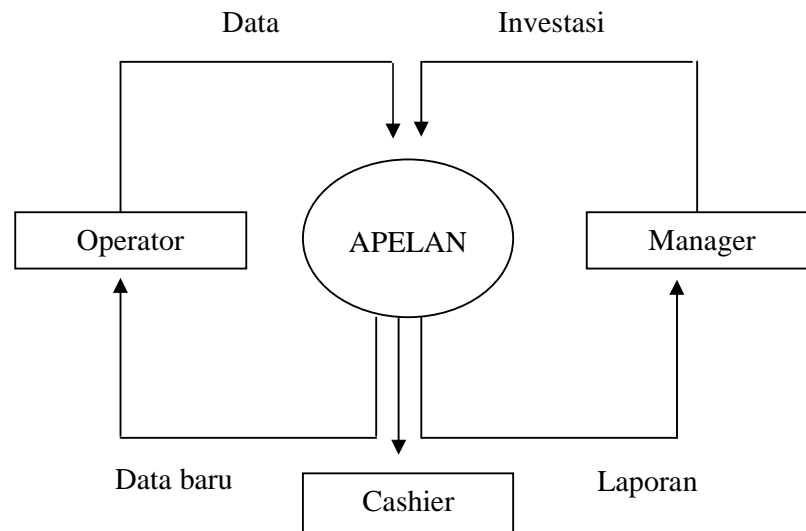 Data
Investasi
Operator
APELAN
Manager
Data baru
Cashier
Laporan